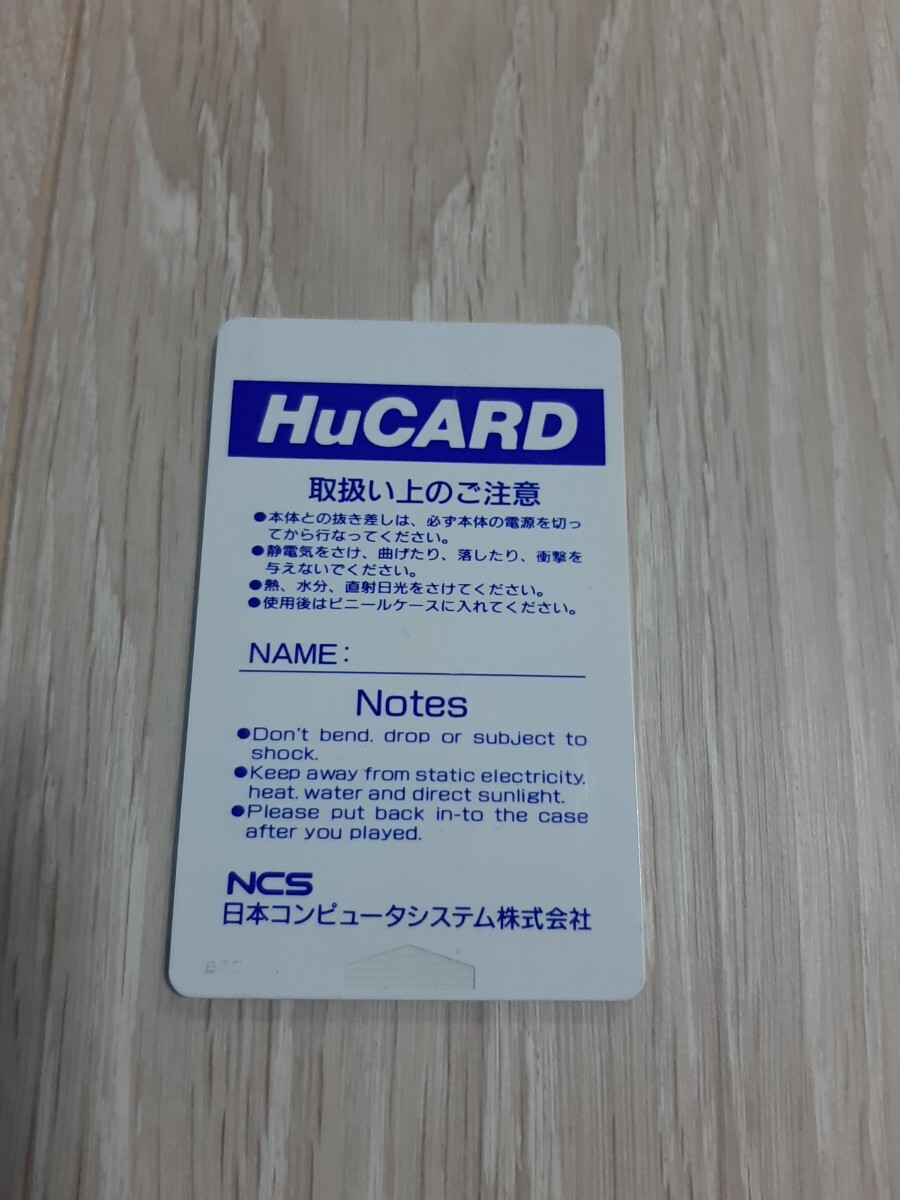 HuCARD
取扱い上のご注意
●本体との抜き差しは、必ず本体の電源を切っ
てから行なってください。
●静電気をさけ、曲げたり、落したり、衝撃を
与えないでください。
●熱、水分、直射日光をさけてください。
●使用後はビニールケースに入れてください。
NAME:
Notes
●Don't bend. drop or subject to
shock.
●Keep away from static electricity.
heat. water and direct sunlight.
●Please put back in-to the case
after you played.
NCS
日本コンピュータシステム株式会社